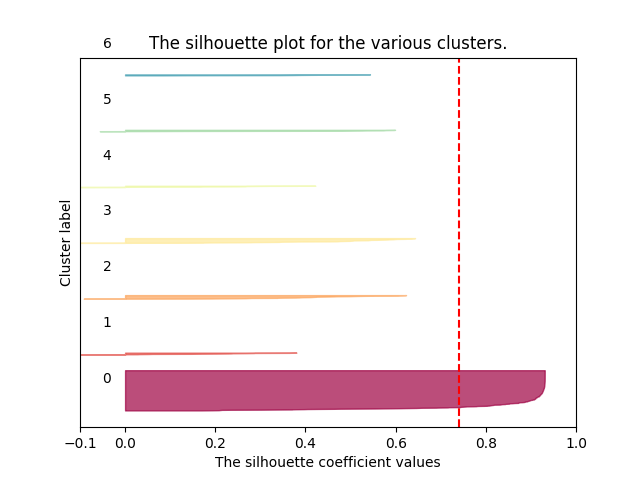 The silhouette plot for the various clusters.
6
5
4
3
2
1
0
Cluster label
−0.1 0.0 0.2 0.4 0.6 0.8 1.0
The silhouette coefficient values